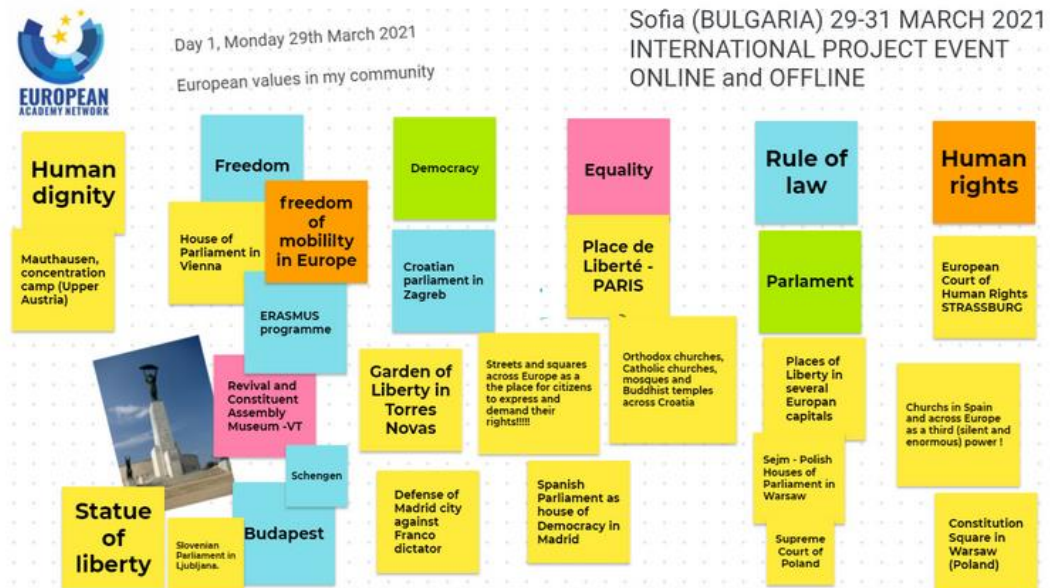 EUROPEAN
ACADEMY NETWORK
Day 1, Monday 29th March 2021
European values in my community
Sofia (BULGARIA) 29-31 MARCH 2021
INTERNATIONAL PROJECT EVENT
ONLINE and OFFLINE
Human
dignity
Mauthausen,
concentration
camp (Upper
Austria)
Freedom
freedom
of
mobililty
in Europe
House of
Parliament in
Vienna
ERASMUS
programme
Revival and
Constituent
Assembly
Museum -VT
Schengen
Statue
of
liberty
Slovenian
Parliament in
Ljubljana.
Budapest
Democracy
Croatian
parliament in
Zagreb
Garden of
Liberty in
Torres
Novas
Defense of
Madrid city
against
Franco
dictator
Streets and squares
across Europe as a
the place for citizens
to express and
demand their
rights!!!!!
Spanish
Parliament as
house of
Democracy in
Madrid
Equality
Place de
Liberté -
PARIS
Orthodox churches,
Catholic churches,
mosques and
Buddhist temples
across Croatia
Rule of
law
Parlament
Places of
Liberty in
several
Europan
capitals
Sejm - Polish
Houses of
Parliament in
Warsaw
Supreme
Court of
Poland
Human
rights
European
Court of
Human Rights
STRASSBURG
Churchs in Spain
and across Europe
as a third (silent and
enormous) power !
Constitution
Square in
Warsaw
(Poland)